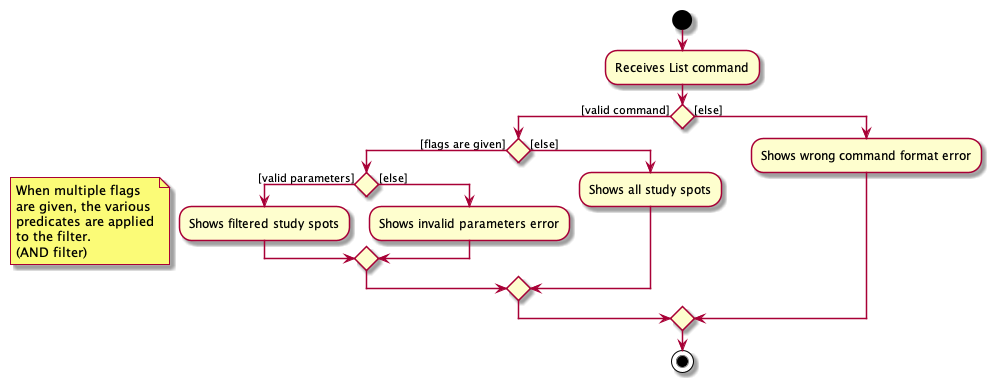 Receives List command
[valid command]
[else]
Shows wrong command format error
[flags are given]
[else]
Shows all study spots
[valid parameters]
[else]
Shows filtered study spots
Shows invalid parameters error
When multiple flags
are given, the various
predicates are applied
to the filter.
(AND filter)